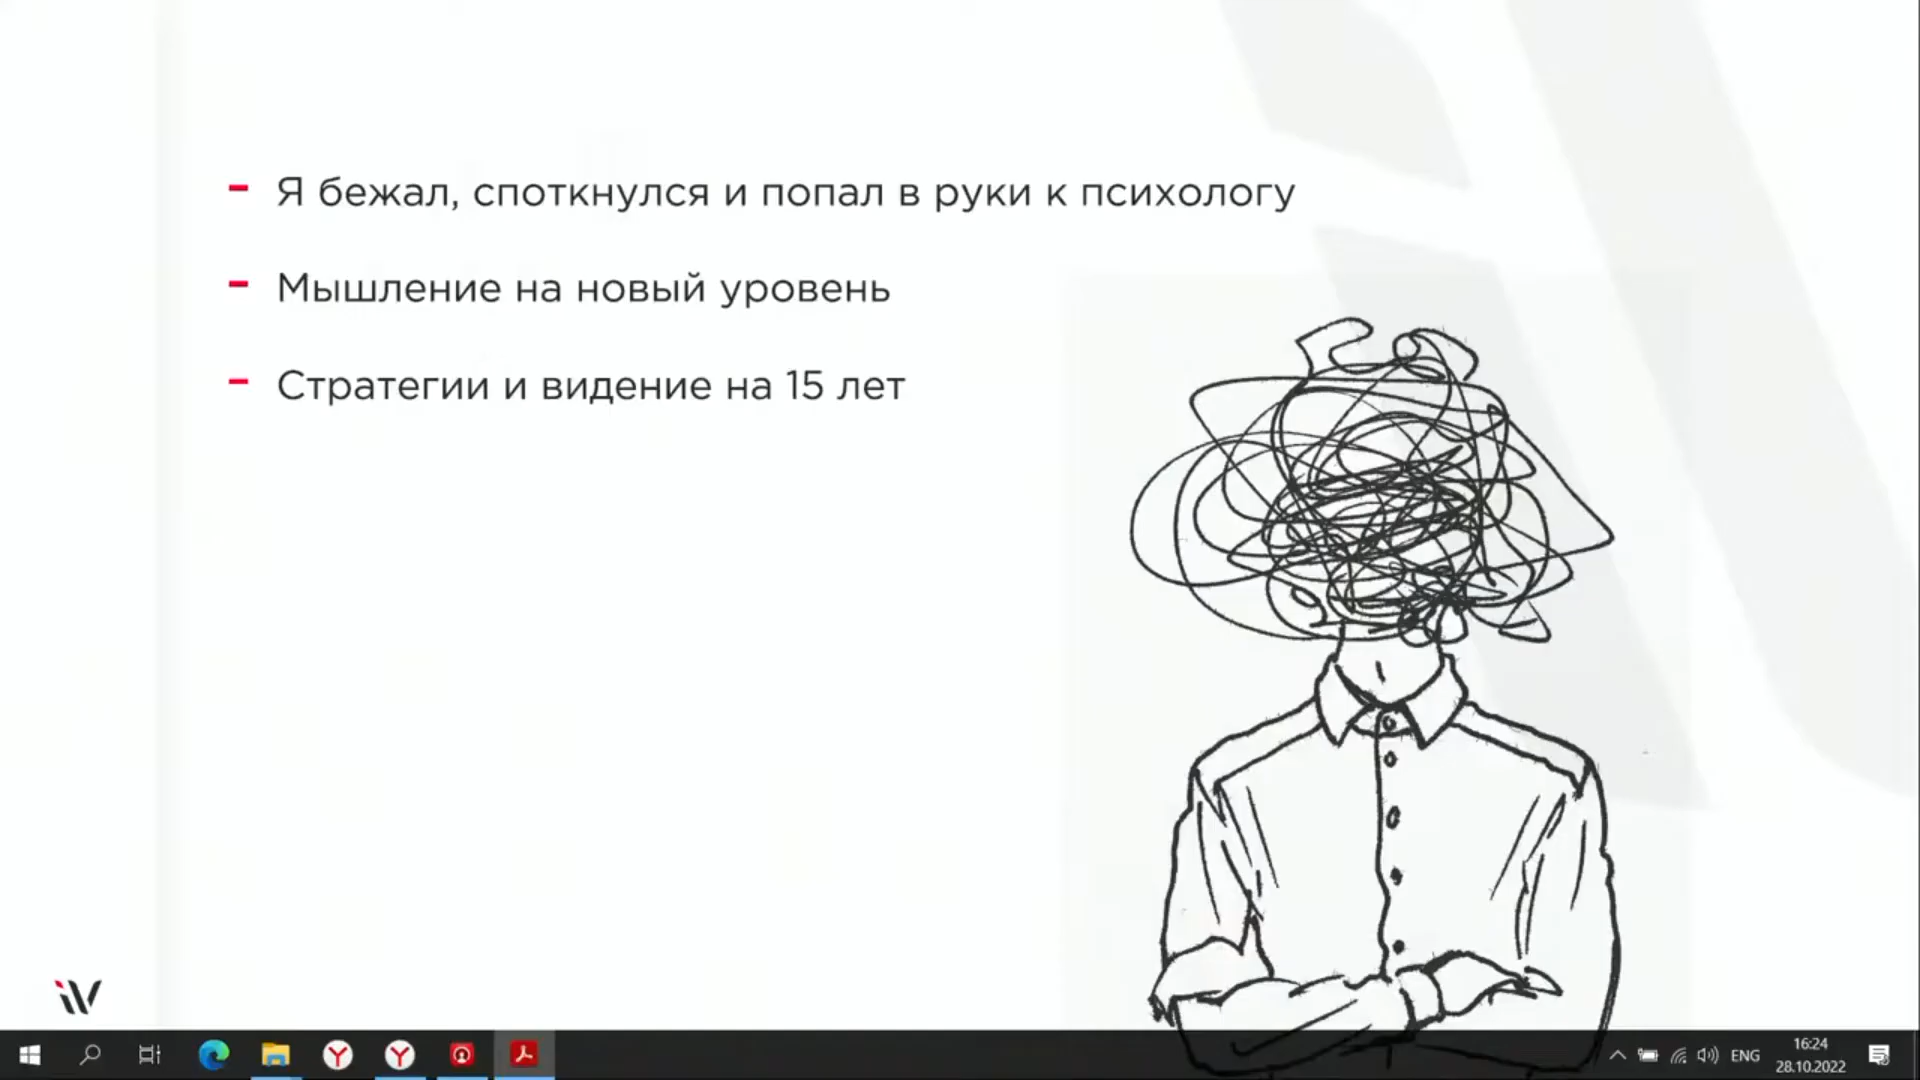 - Я бежал, споткнулся и попал в руки к психологу
- Мышление на новый уровень
- Стратегии и видение на 15 лет
iV
ENG
16:24
28.10.2022